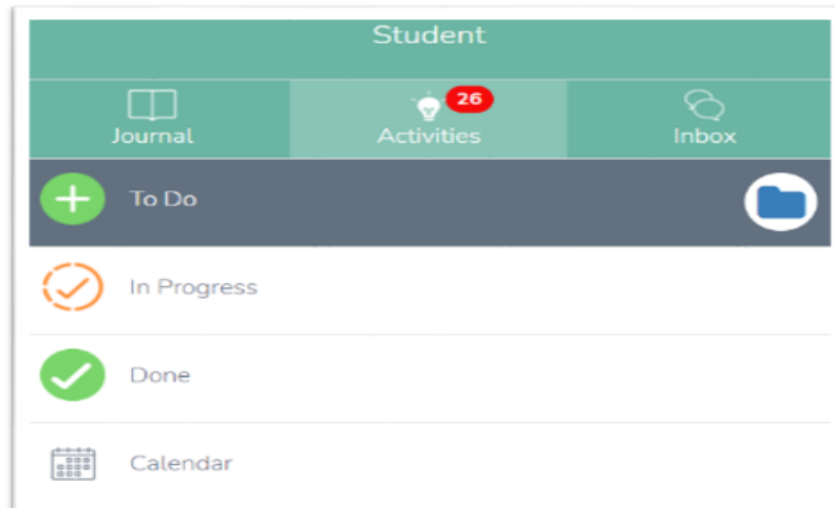 Student
26
Journal Activities Inbox
To Do
In Progress
Done
Calendar